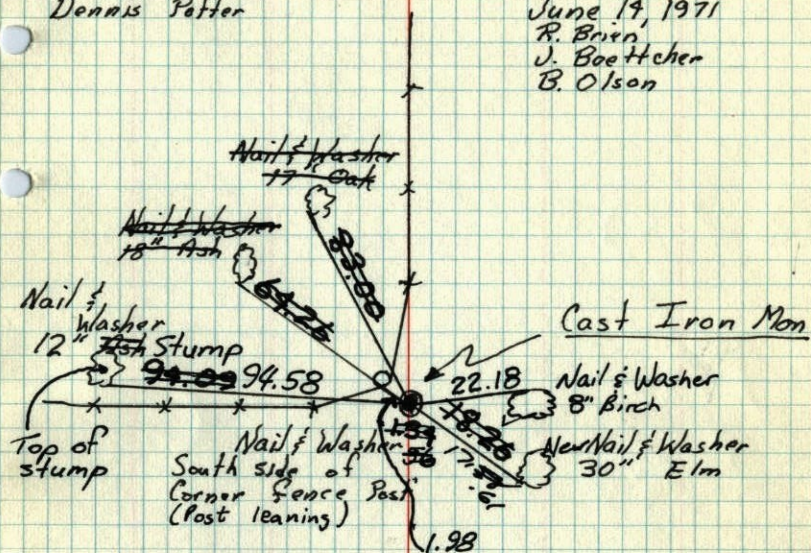 Dennis Potter
June 14, 1971
R. Brien
J. Boettcher
B. Olson
Nail & Washer
17" Oak
83.00
Nail & Washer
18" Ash
64.26
Nail &
Washer
12" Ash Stump
94.58
Cast Iron Mon
22.18
Nail & Washer
8" Birch
18.26
New Nail & Washer
30" Elm
Top of
stump
Nail & Washer
South side of
Corner fence Post
(Post leaning)
1.98